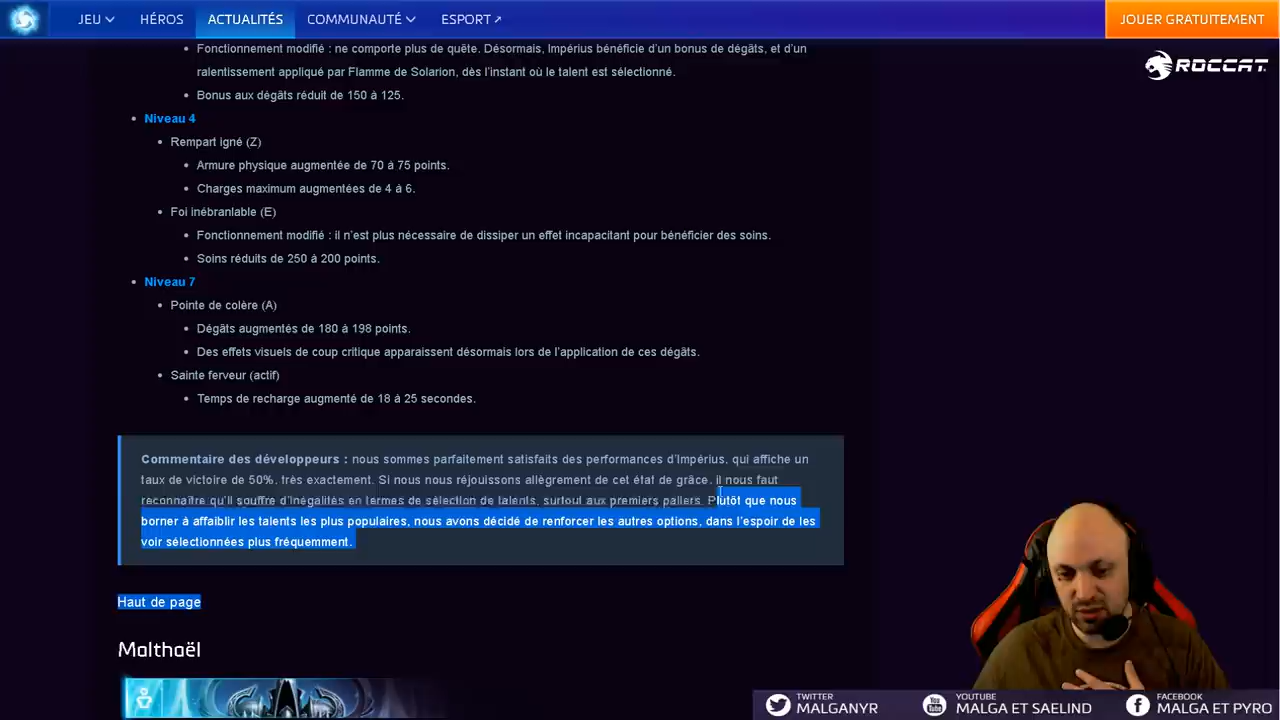 JEU
HÉROS
ACTUALITÉS
COMMUNAUTÉ
ESPORT
JOUER GRATUITEMENT
ROCCAT
Fonctionnement modifié : ne comporte plus de quête. Désormais, Impérius bénéficie d'un bonus de dégâts, et d'un
ralentissement appliqué par Flamme de Solarion, dès l'instant où le talent est sélectionné.
Bonus aux dégâts réduit de 150 à 125.
Niveau 4
Rempart igné (Z)
Armure physique augmentée de 70 à 75 points.
Charges maximum augmentées de 4 à 6.
Foi inébranlable (E)
Fonctionnement modifié : il n'est plus nécessaire de dissiper un effet incapacitant pour bénéficier des soins.
Soins réduits de 250 à 200 points.
Niveau 7
Pointe de colère (A)
Dégâts augmentés de 180 à 198 points.
Des effets visuels de coup critique apparaissent désormais lors de l'application de ces dégâts.
Sainte ferveur (actif)
Temps de recharge augmenté de 18 à 25 secondes.
Commentaire des développeurs : nous sommes parfaitement satisfaits des performances d'Impérius, qui affiche un
taux de victoire de 50%, très exactement. Si nous nous réjouissons allègrement de cet état de grâce, il nous faut
reconnaître qu'il souffre d'inégalités en termes de sélection de talents, surtout aux premiers paliers. Plutôt que nous
borner à affaiblir les talents les plus populaires, nous avons décidé de renforcer les autres options, dans l'espoir de les
voir sélectionnées plus fréquemment.
Haut de page
Malthaël
TWITTER
MALGANYR
YOUTUBE
MALGA ET SAELIND
FACEBOOK
MALGA ET PYRO